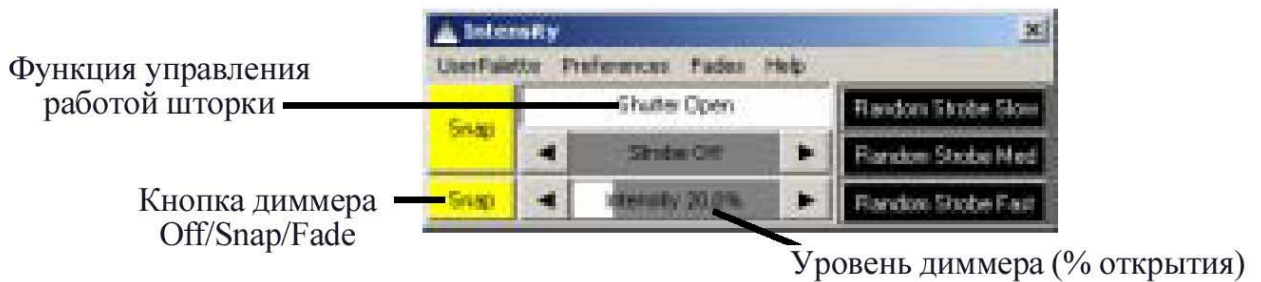 Intensity
UserPalette Preferences Fades Help
Функция управления
работой шторки
Snap
Shutter Open
Random Strobe Slow
Strobe Off
Random Strobe Med
Кнопка диммера
Off/Snap/Fade
Snap
Intensity 20.0%
Random Strobe Fast
Уровень диммера (% открытия)